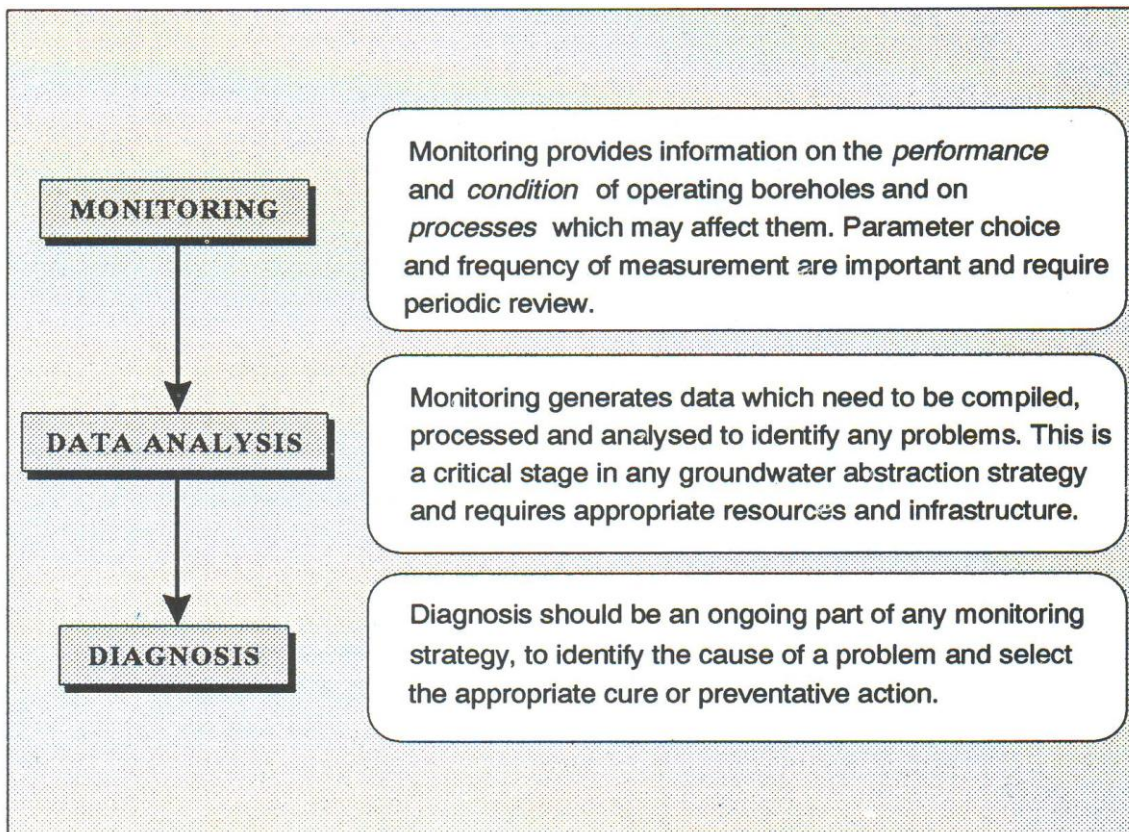 MONITORING
Monitoring provides information on the performance
and condition of operating boreholes and on
processes which may affect them. Parameter choice
and frequency of measurement are important and require
periodic review.
DATA ANALYSIS
Monitoring generates data which need to be compiled,
processed and analysed to identify any problems. This is
a critical stage in any groundwater abstraction strategy
and requires appropriate resources and infrastructure.
DIAGNOSIS
Diagnosis should be an ongoing part of any monitoring
strategy, to identify the cause of a problem and select
the appropriate cure or preventative action.